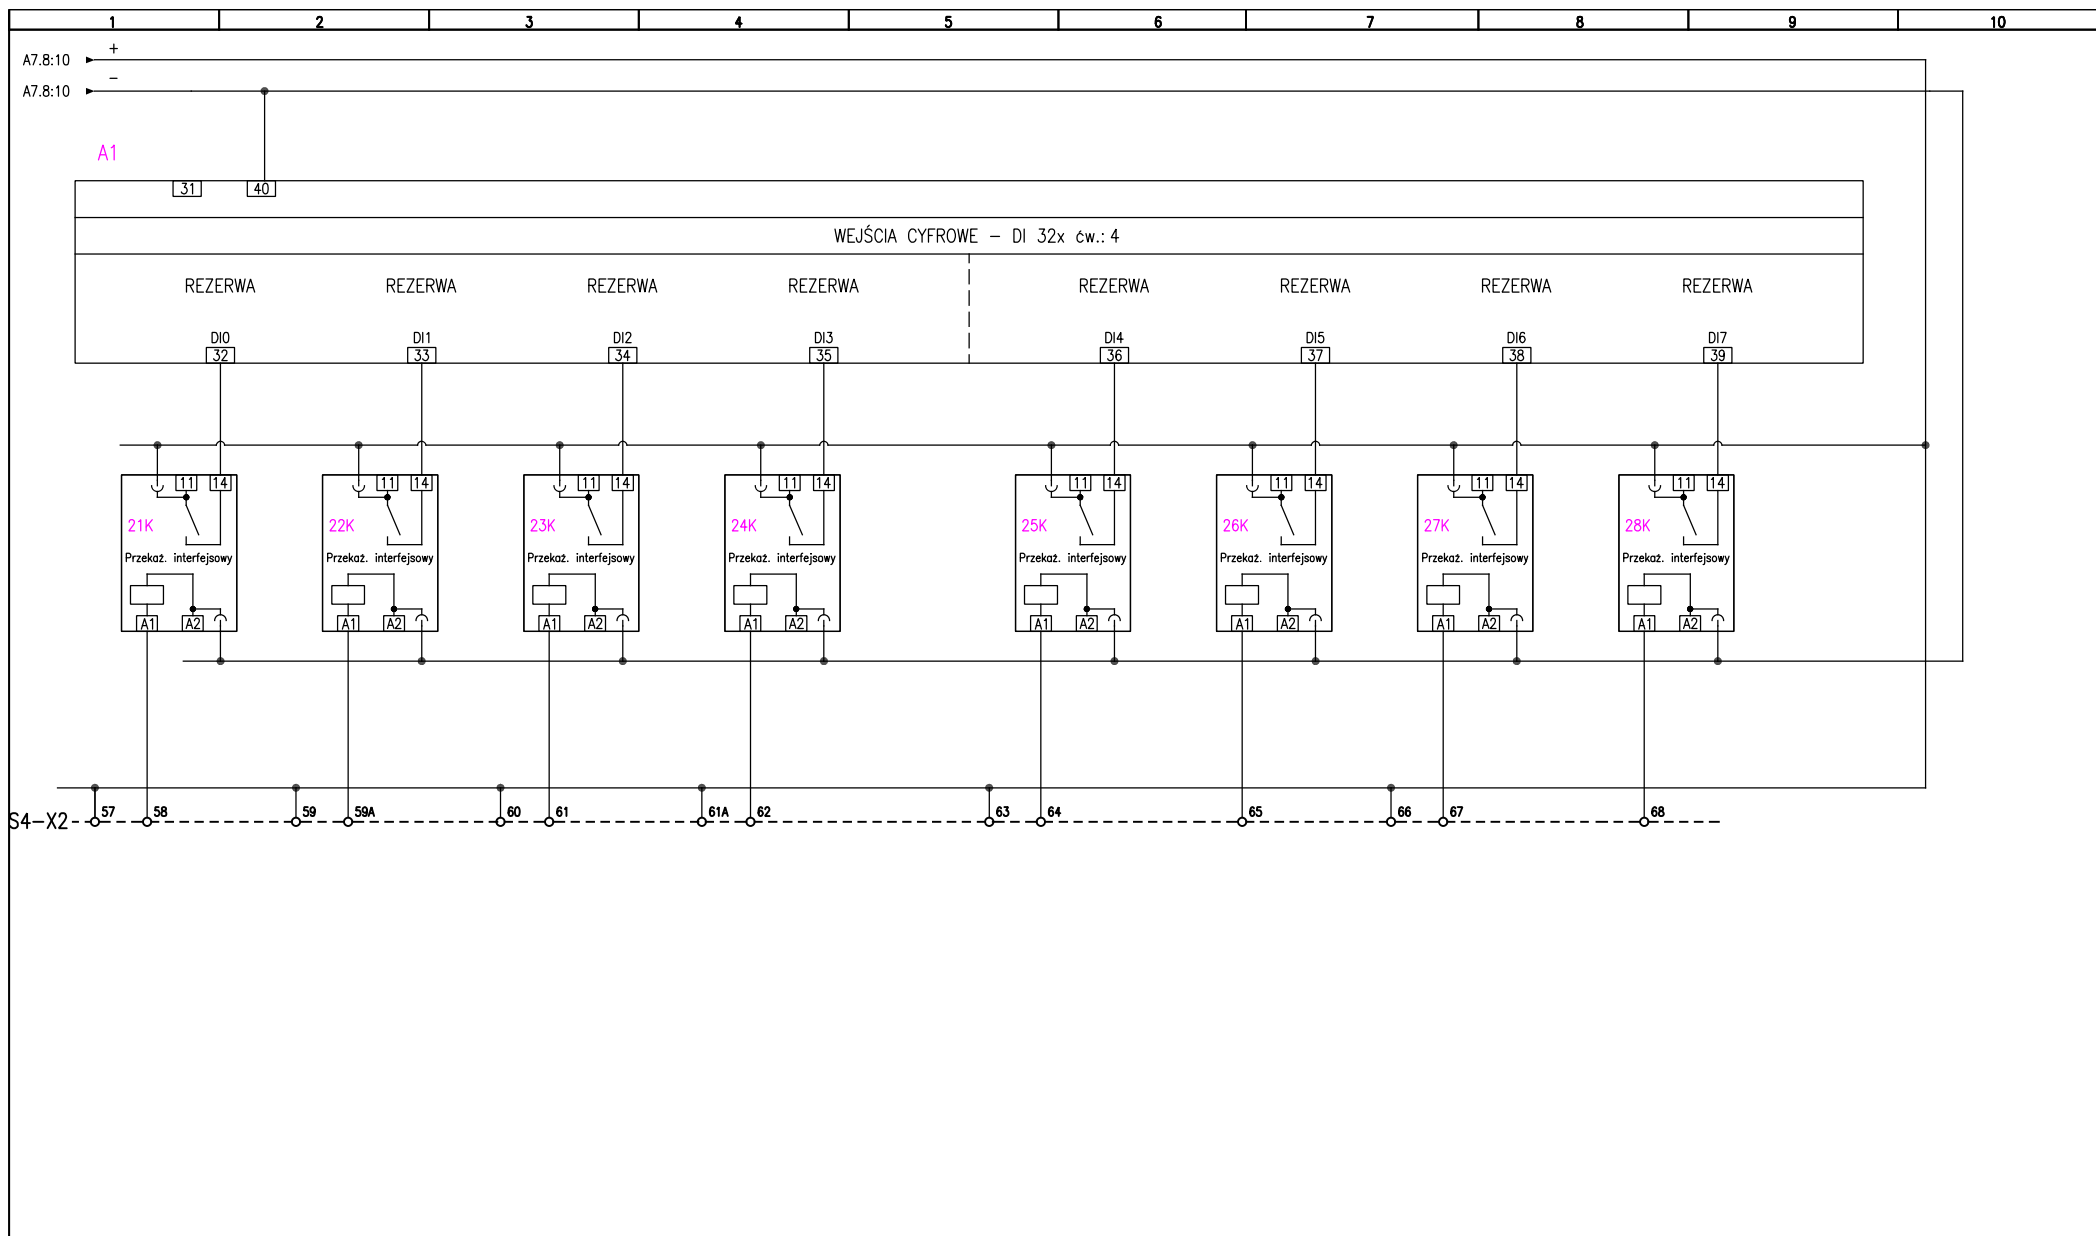 1 2 3 4 5 6 7 8 9 10
A7.8:10 +
A7.8:10 −
A1
31 40
WEJŚCIA CYFROWE − DI 32x ćw.: 4
REZERWA REZERWA REZERWA REZERWA REZERWA REZERWA REZERWA REZERWA
DI0 DI1 DI2 DI3 DI4 DI5 DI6 DI7
32 33 34 35 36 37 38 39
11 14 11 14 11 14 11 14 11 14 11 14 11 14 11 14
21K 22K 23K 24K 25K 26K 27K 28K
Przekaż. interfejsowy Przekaż. interfejsowy Przekaż. interfejsowy Przekaż. interfejsowy Przekaż. interfejsowy Przekaż. interfejsowy Przekaż. interfejsowy Przekaż. interfejsowy
A1 A2 A1 A2 A1 A2 A1 A2 A1 A2 A1 A2 A1 A2 A1 A2
S4−X2 57 58 59 59A 60 61 61A 62 63 64 65 66 67 68